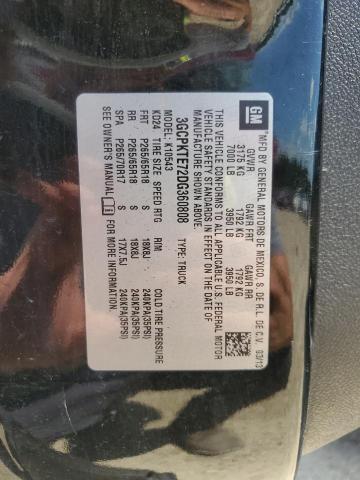 GM
MFD BY GENERAL MOTORS DE MEXICO, S. DE R.L. DE C.V. 03/13
GVWR GAWR FRT GAWR RR
3175 KG 1792 KG 1792 KG
7000 LB 3950 LB 3950 LB
THIS VEHICLE CONFORMS TO ALL APPLICABLE U.S. FEDERAL MOTOR
VEHICLE SAFETY STANDARDS IN EFFECT ON THE DATE OF
MANUFACTURE SHOWN ABOVE.
3GCPKTE72DG360808 TYPE: TRUCK
MODEL: K10543
KD24 TIRE SIZE SPEED RTG RIM COLD TIRE PRESSURE
FRT P265/65R18 S 18X8J 240KPA(35PSI)
RR P265/65R18 S 18X8J 240KPA(35PSI)
SPA P265/70R17 S 17X7.5J 240KPA(35PSI)
SEE OWNER'S MANUAL FOR MORE INFORMATION.